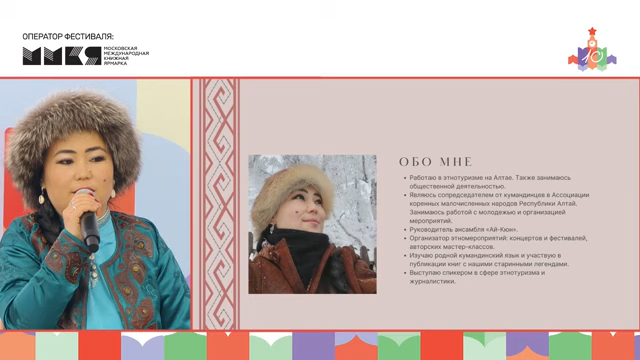 ОПЕРАТОР ФЕСТИВАЛЯ:
ММКЯ
МОСКОВСКАЯ
МЕЖДУНАРОДНАЯ
КНИЖНАЯ
ЯРМАРКА
10
ОБО МНЕ
• Работаю в этнотуризме на Алтае. Также занимаюсь
общественной деятельностью.
• Являюсь сопредседателем от кумандинцев в Ассоциации
коренных малочисленных народов Республики Алтай.
Занимаюсь работой с молодежью и организацией
мероприятий.
• Руководитель ансамбля «Ай-Кюн».
• Организатор этномероприятий: концертов и фестивалей,
авторских мастер-классов.
• Изучаю родной кумандинский язык и участвую в
публикации книг с нашими старинными легендами.
• Выступаю спикером в сфере этнотуризма и
журналистики.